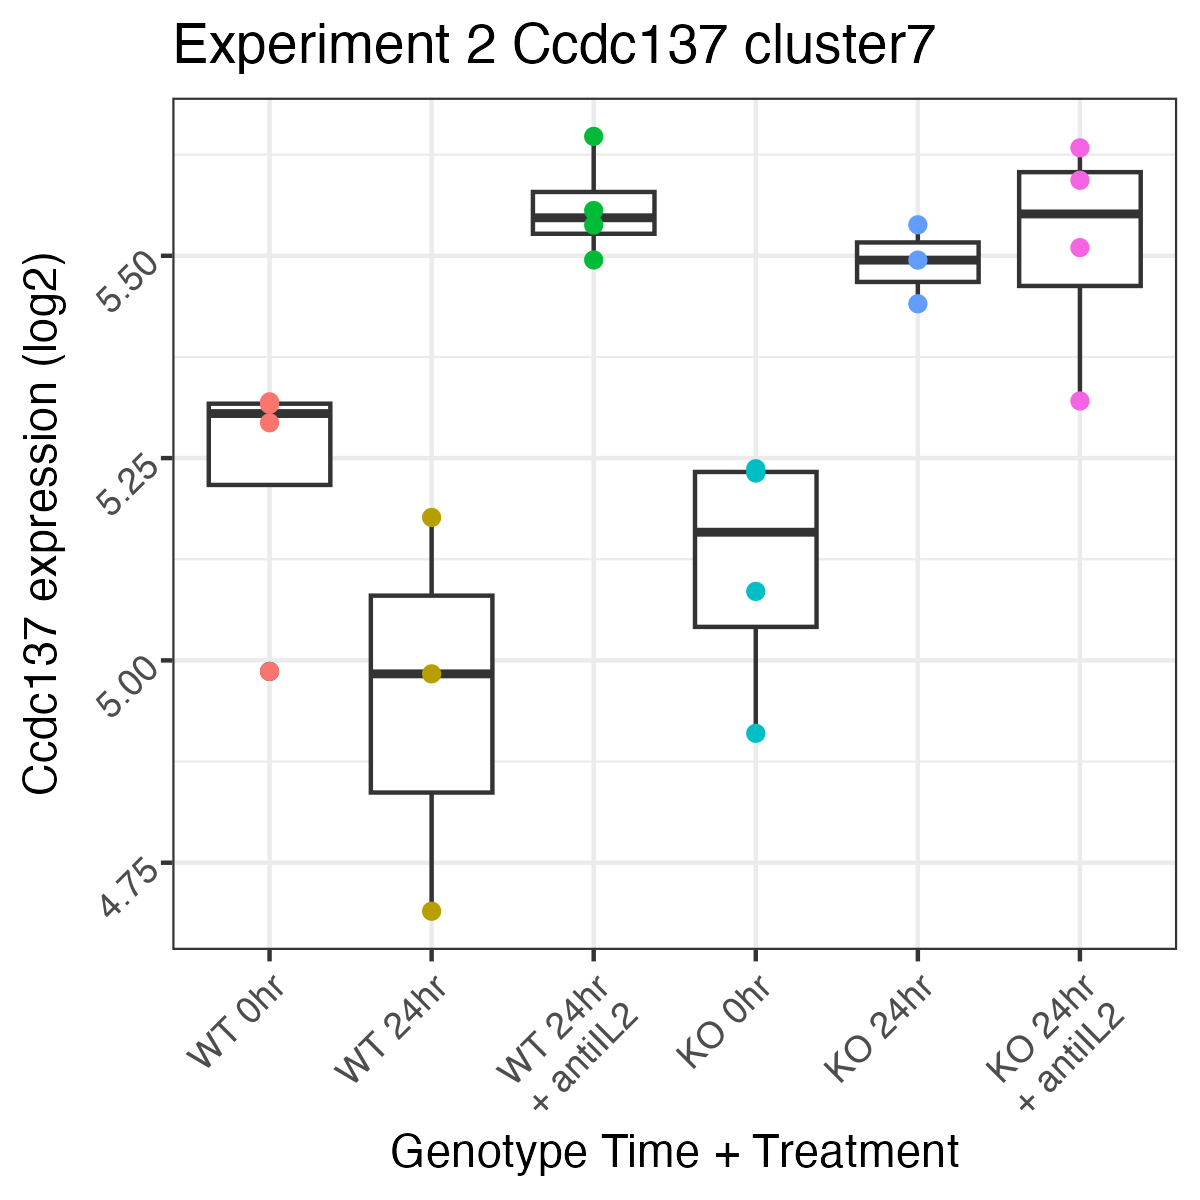 Experiment 2 Ccdc137 cluster7
Ccdc137 expression (log2)
5.50
5.25
5.00
4.75
WT 0hr
WT 24hr
WT 24hr
+ antiIL2
KO 0hr
KO 24hr
KO 24hr
+ antiIL2
Genotype Time + Treatment